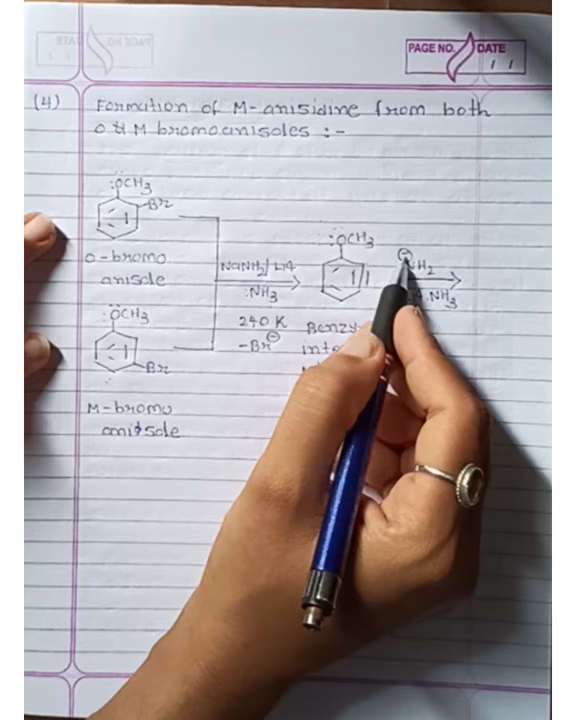 PAGE NO. DATE
/ /
(4) Formation of M-anisidine from both
o & M bromoanisoles :-
:OCH3
Br
o-bromo
anisole
:OCH3
Br
M-bromo
anisole
NaNH2/Liq
:NH3
240 K
-Br⊖
:OCH3
⊖
NH2
.NH3